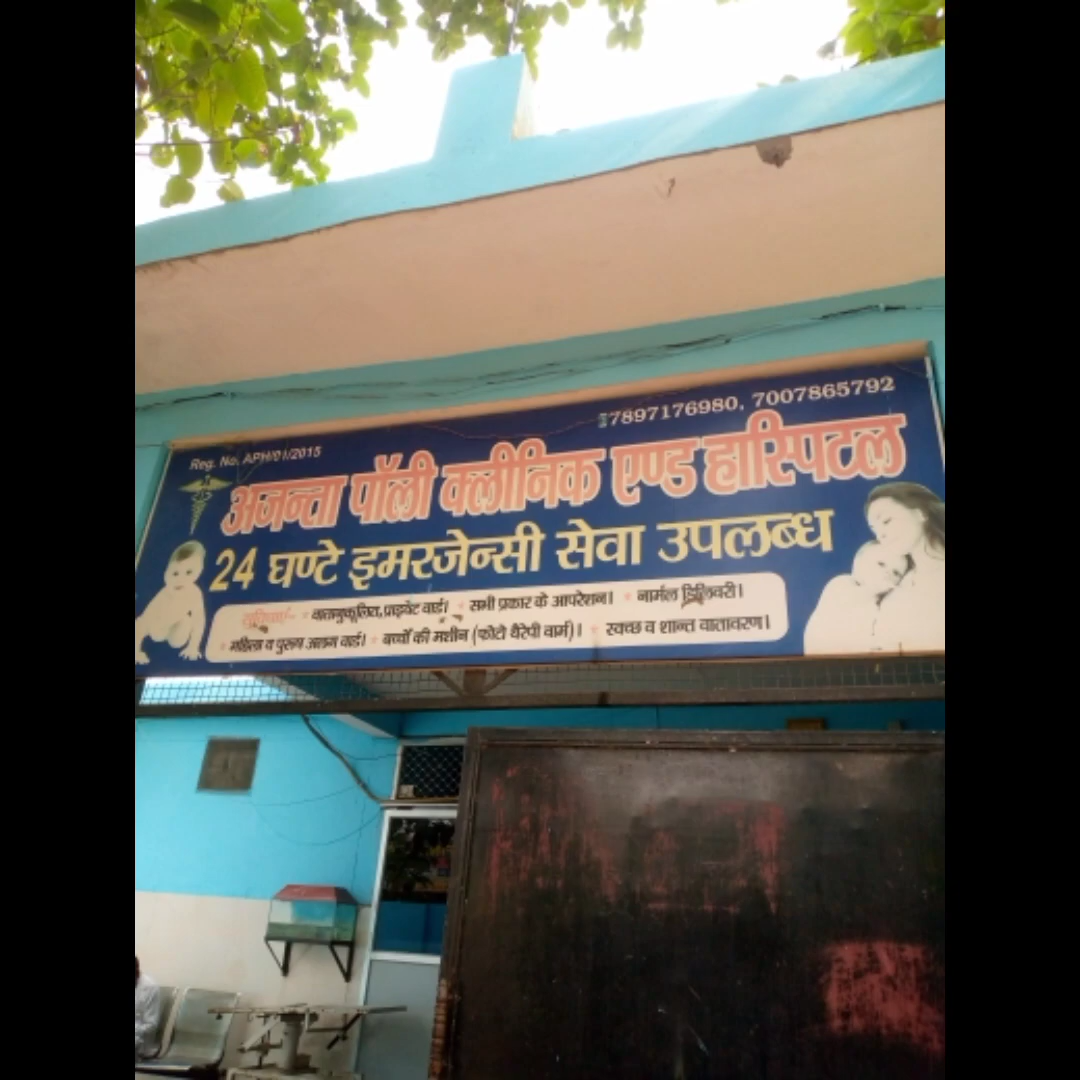 7897176980, 7007865792
Reg. No. APH/01/2015
अजन्ता पॉली क्लीनिक एण्ड हास्पिटल
24 घण्टे इमरजेन्सी सेवा उपलब्ध
सुविधाएं:- * वातानुकूलित, प्राइवेट वार्ड। * सभी प्रकार के आपरेशन। * नार्मल डिलिवरी।
* महिला व पुरूष अलग वार्ड। * बच्चों की मशीन (फोटो थैरेपी वार्म)। * स्वच्छ व शान्त वातावरण।